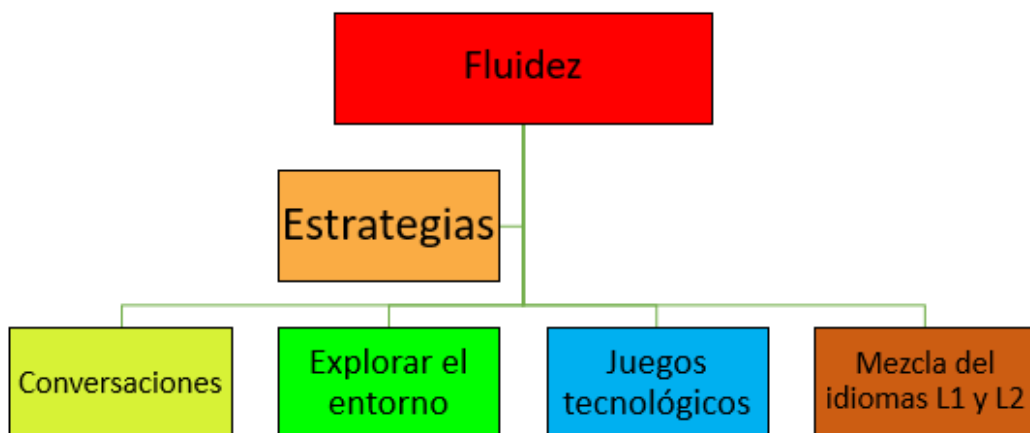 Fluidez
Estrategias
Conversaciones
Explorar el
entorno
Juegos
tecnológicos
Mezcla del
idiomas L1 y L2